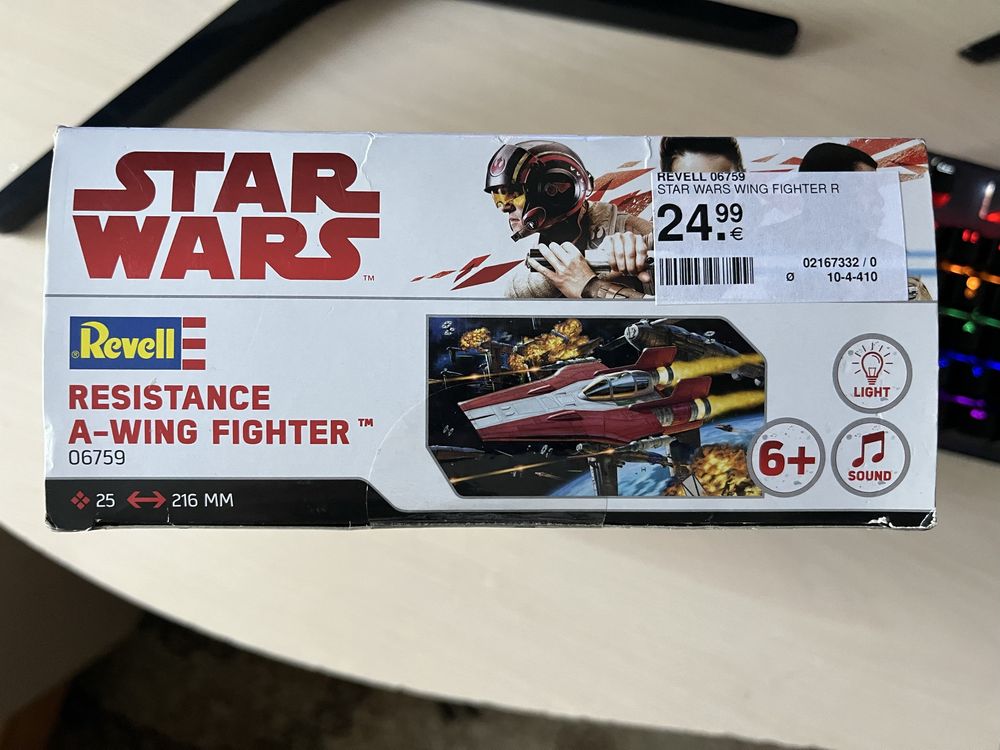 STAR
WARS™
REVELL 06759
STAR WARS WING FIGHTER R
24.99
€
02167332 / 0
Ø 10-4-410
®Revell
RESISTANCE
A-WING FIGHTER™
06759
25 216 MM
LIGHT
6+
SOUND